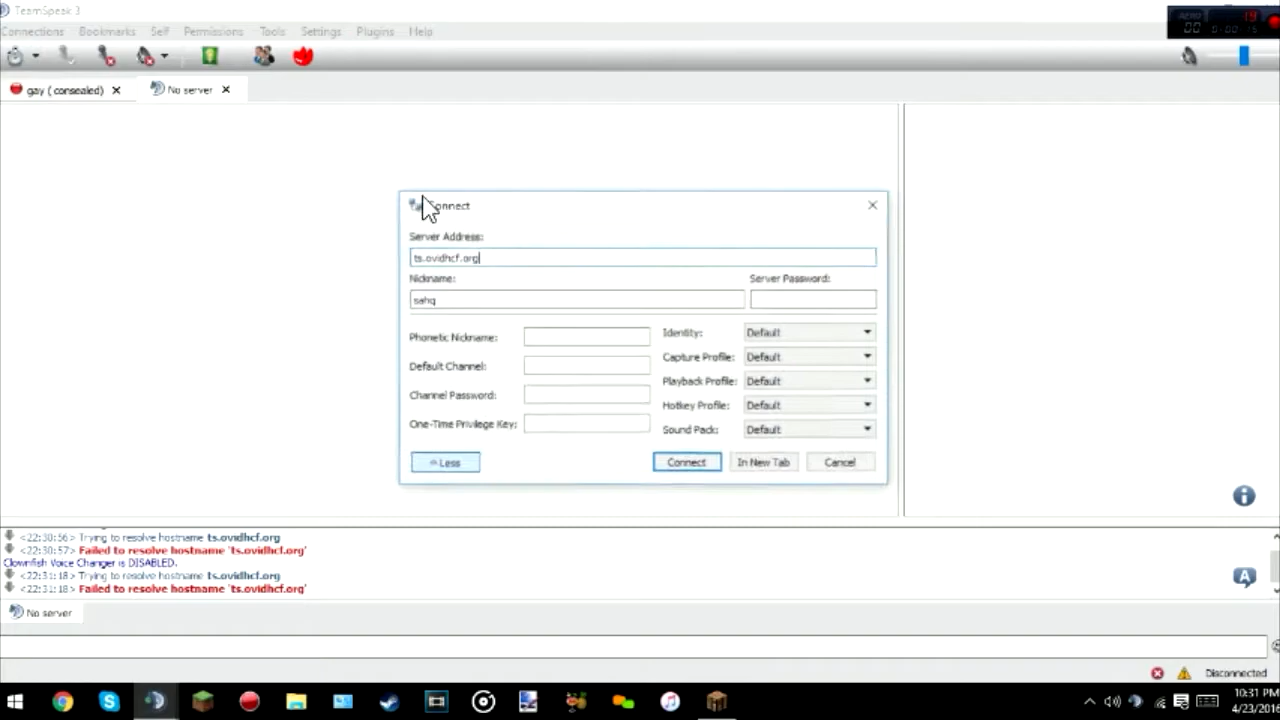 TeamSpeak 3
Connections Bookmarks Self Permissions Tools Settings Plugins Help
19
00
gay ( consealed)
No server
Connect
Server Address:
ts.ovidhcf.org
Nickname:
Server Password:
sahq
Phonetic Nickname:
Identity: Default
Default Channel:
Capture Profile: Default
Playback Profile: Default
Channel Password:
Hotkey Profile: Default
One-Time Privilege Key:
Sound Pack: Default
Less
Connect
In New Tab
Cancel
<22:30:56> Trying to resolve hostname ts.ovidhcf.org
<22:30:57> Failed to resolve hostname 'ts.ovidhcf.org'
Clownfish Voice Changer is DISABLED.
<22:31:18> Trying to resolve hostname ts.ovidhcf.org
<22:31:18> Failed to resolve hostname 'ts.ovidhcf.org'
No server
Disconnected
10:31 PM
4/23/2016